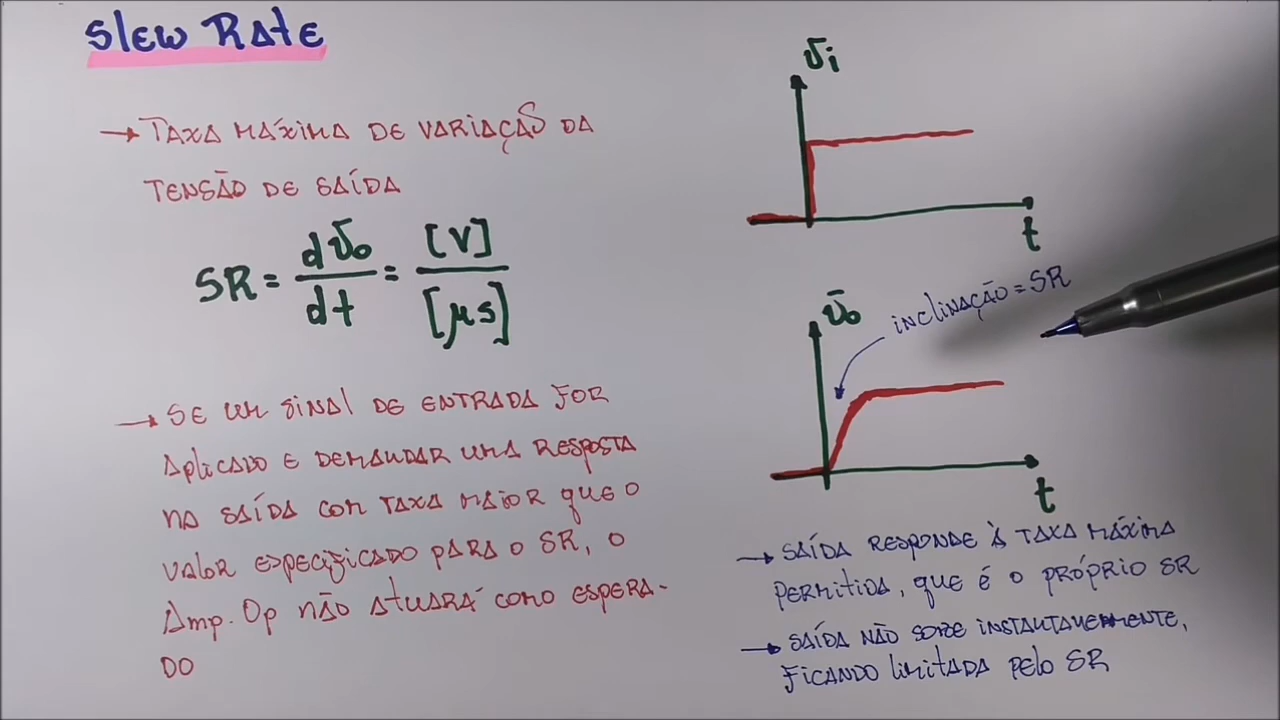 Slew Rate
→ TAXA MÁXIMA DE VARIAÇÃO DA
TENSÃO DE SAÍDA
SR = dvo/dt = [V]/[μs]
→ SE UM SINAL DE ENTRADA FOR
APLICADO E DEMANDAR UMA RESPOSTA
NA SAÍDA COM TAXA MAIOR QUE O
VALOR ESPECIFICADO PARA O SR, O
Amp. Op NÃO ATUARÁ COMO ESPERA-
DO
vi
t
vo
INCLINAÇÃO = SR
t
→ SAÍDA RESPONDE À TAXA MÁXIMA
PERMITIDA, QUE É O PRÓPRIO SR
→ SAÍDA NÃO SOBE INSTANTANEAMENTE,
FICANDO LIMITADA PELO SR